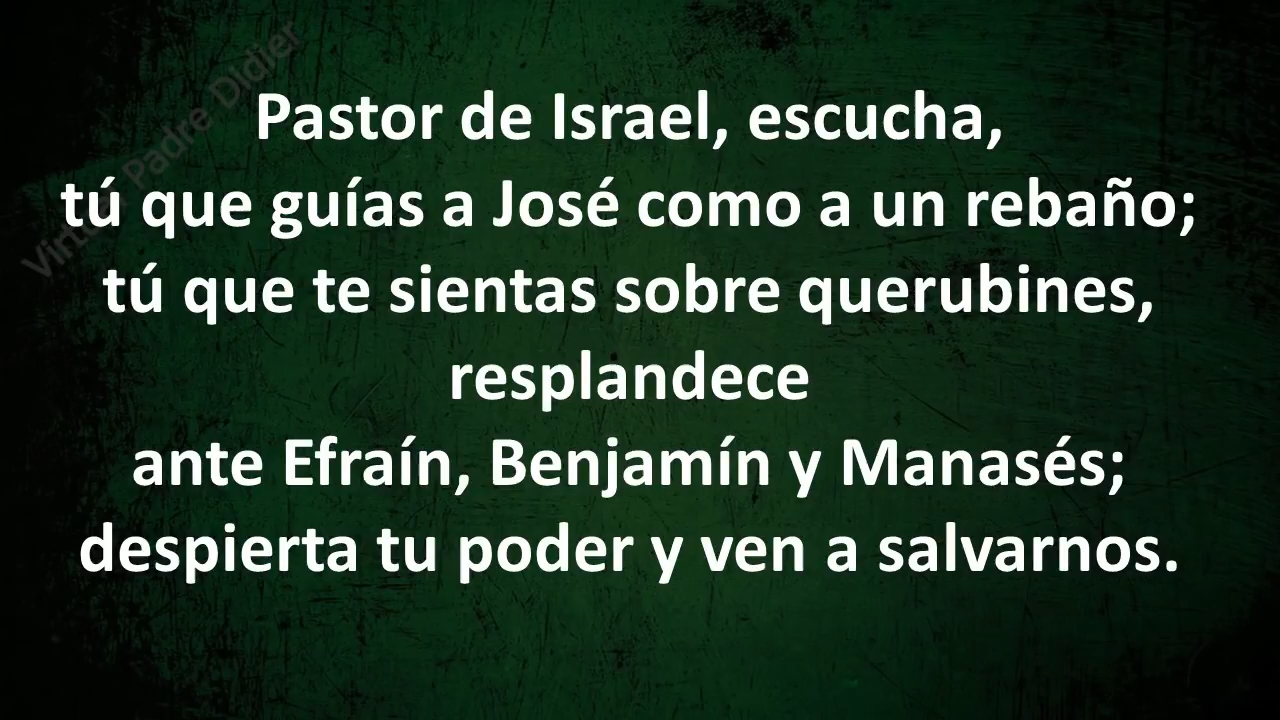 Pastor de Israel, escucha,
tú que guías a José como a un rebaño;
tú que te sientas sobre querubines,
resplandece
ante Efraín, Benjamín y Manasés;
despierta tu poder y ven a salvarnos.
Padre Didier